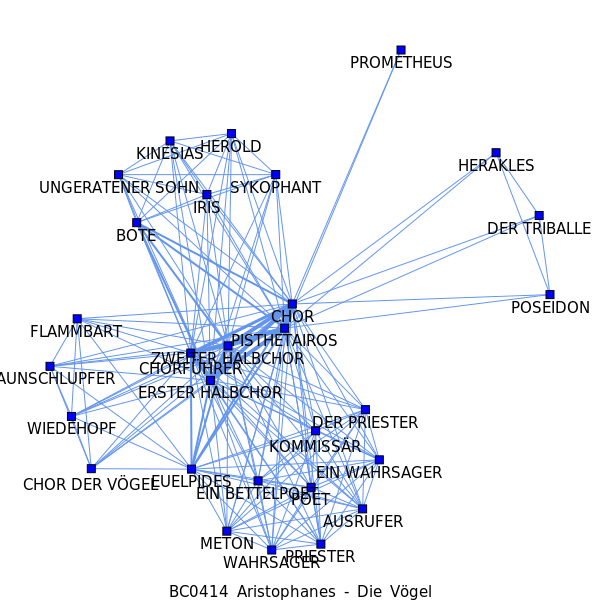 PROMETHEUS
HEROLD
KINESIAS
HERAKLES
UNGERATENER SOHN
SYKOPHANT
IRIS
DER TRIBALLE
BOTE
POSEIDON
CHOR
FLAMMBART
PISTHETAIROS
ZWEITER HALBCHOR
CHORFÜHRER
AUNSCHLUPFER
ERSTER HALBCHOR
DER PRIESTER
WIEDEHOPF
KOMMISSÄR
EIN WAHRSAGER
EUELPIDES
CHOR DER VÖGEL
EIN BETTELPOET
POET
AUSRUFER
METON
PRIESTER
WAHRSAGER
BC0414 Aristophanes - Die Vögel